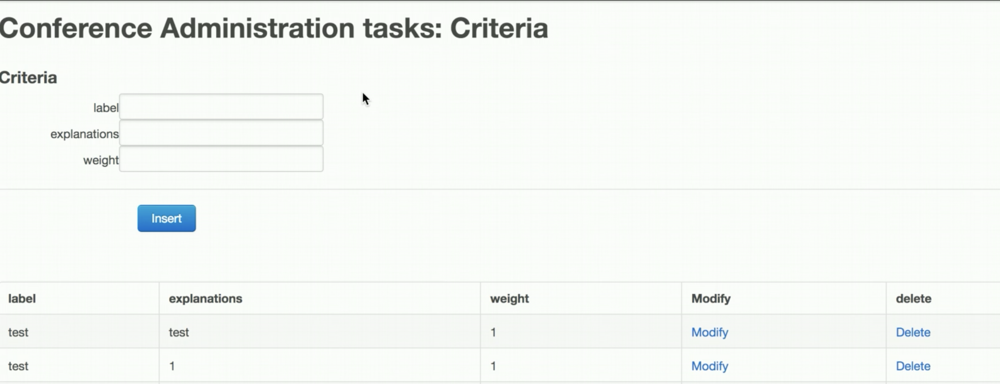 Conference Administration tasks: Criteria
Criteria
label
explanations
weight
Insert
label explanations weight Modify delete
test test 1 Modify Delete
test 1 1 Modify Delete